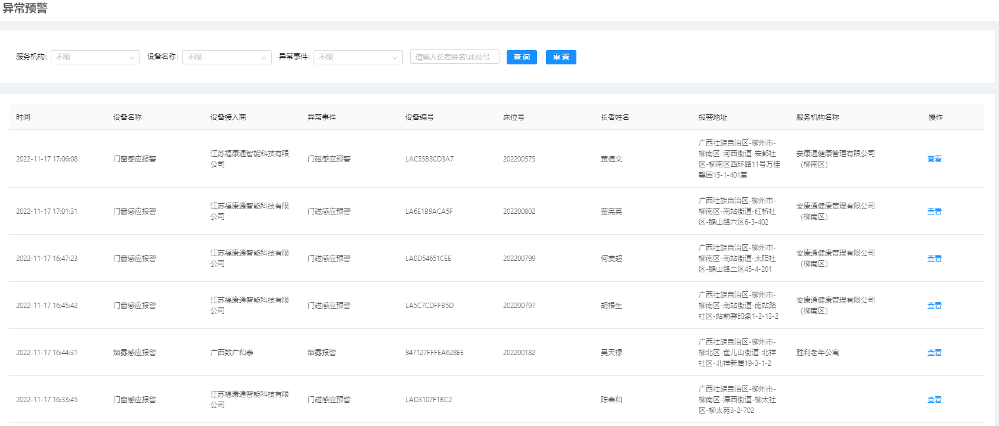 异常预警
服务机构: 不限 设备名称: 不限 异常事件: 不限 请输入长者姓名\床位号 查询 重置
时间 设备名称 设备接入商 异常事件 设备编号 床位号 长者姓名 报警地址 服务机构名称 操作
2022-11-17 17:06:08 门窗感应报警 江苏福康通智能科技有限公司 门磁感应预警 LAC55B3CD3A7 202200575 黄倩文 广西壮族自治区-柳州市-柳南区-河西街道-宏都社区-柳南区西环路11号万佳馨园15-1-401室 安康通健康管理有限公司（柳南区） 查看
2022-11-17 17:01:31 门窗感应报警 江苏福康通智能科技有限公司 门磁感应预警 LA6E1B9ACA5F 202200802 董宪英 广西壮族自治区-柳州市-柳南区-南站街道-红桥社区-鹅山路六区6-3-402 安康通健康管理有限公司（柳南区） 查看
2022-11-17 16:47:23 门窗感应报警 江苏福康通智能科技有限公司 门磁感应预警 LA0D54651CEE 202200799 何美超 广西壮族自治区-柳州市-柳南区-南站街道-太阳社区-鹅山路二区45-4-201 安康通健康管理有限公司（柳南区） 查看
2022-11-17 16:45:42 门窗感应报警 江苏福康通智能科技有限公司 门磁感应预警 LA5C7CDFFB5D 202200797 胡根生 广西壮族自治区-柳州市-柳南区-南站街道-南站路社区-站前馨印象1-2-13-2 安康通健康管理有限公司（柳南区） 查看
2022-11-17 16:44:31 烟雾感应报警 广西数广和泰 烟雾报警 847127FFFEA628EE 202200182 吴天禄 广西壮族自治区-柳州市-柳北区-雀儿山街道-北祥社区-北祥新居19-3-1-2 胜利老年公寓 查看
2022-11-17 16:33:45 门窗感应报警 江苏福康通智能科技有限公司 门磁感应预警 LAD3107F1BC2 陈春和 广西壮族自治区-柳州市-柳南区-潭西街道-柳太社区-柳太苑3-2-702 查看